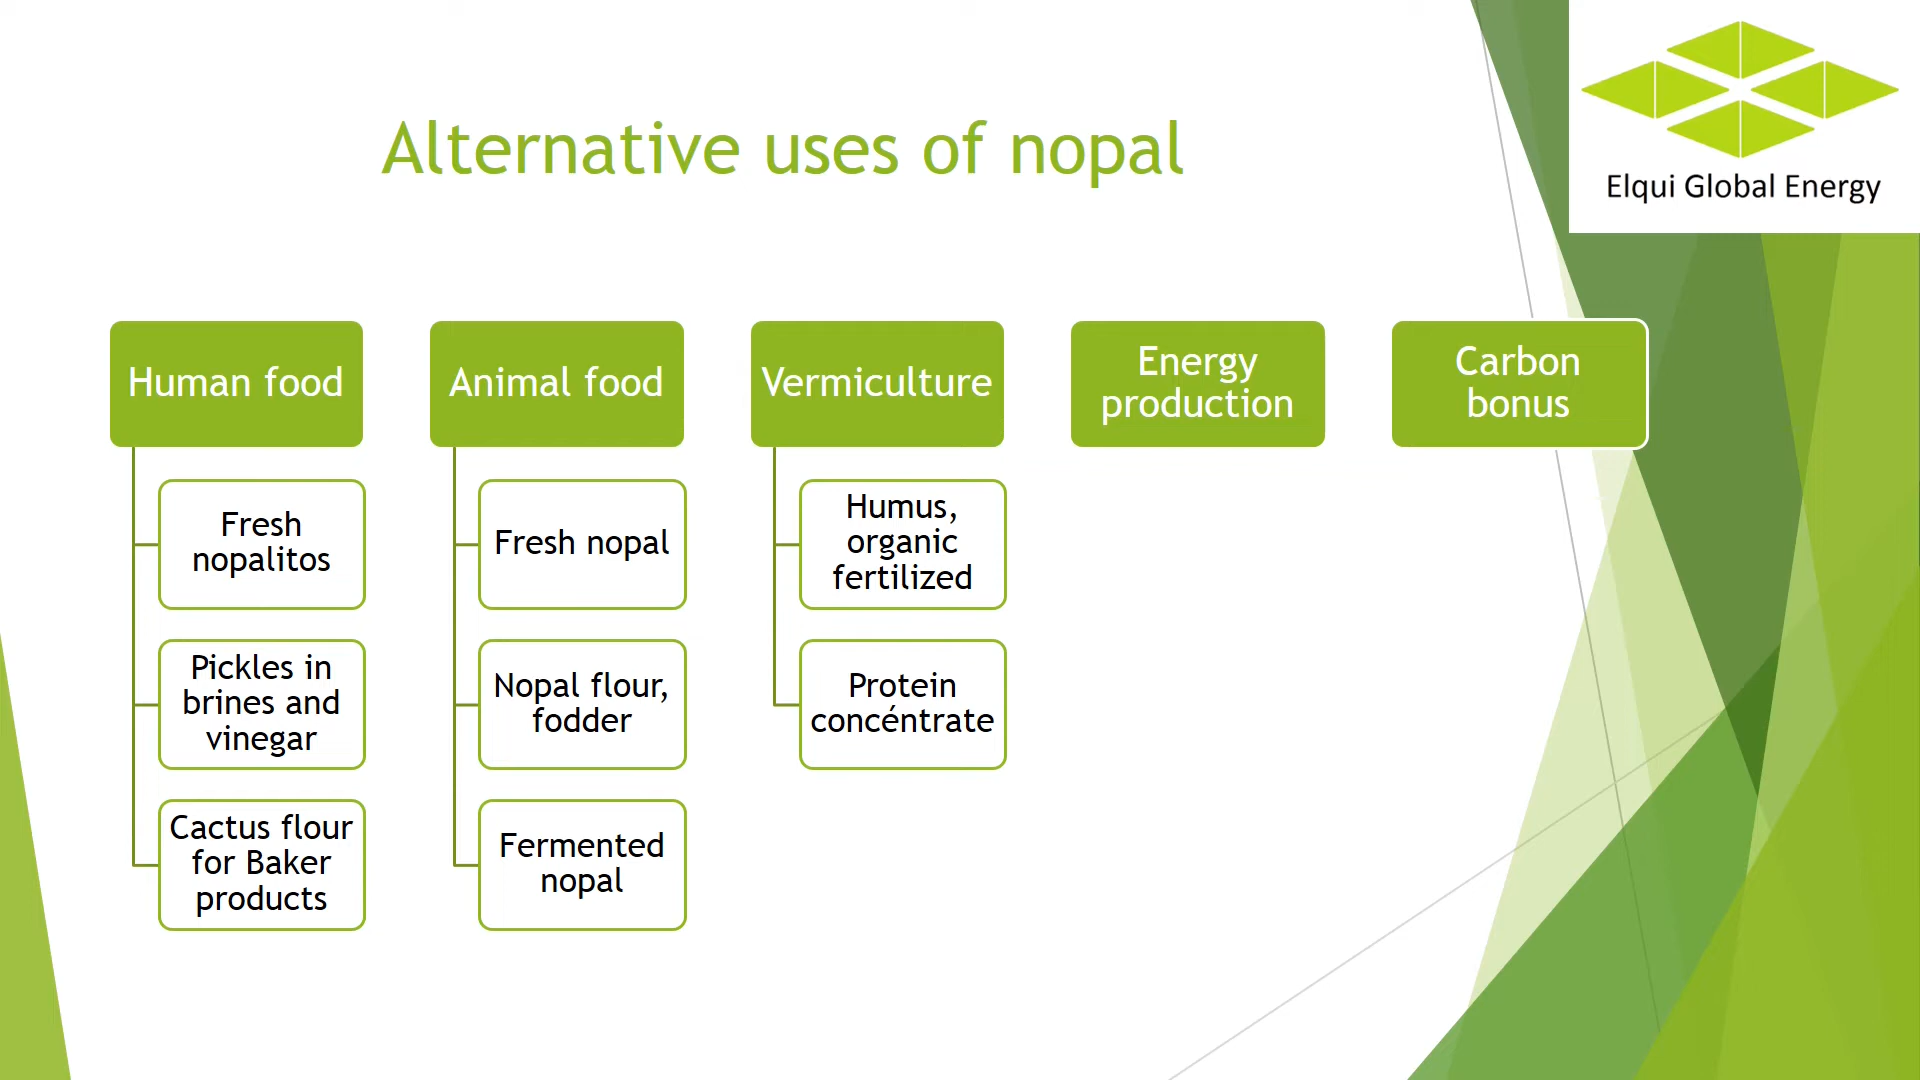 Alternative uses of nopal
Elqui Global Energy
Human food
Fresh
nopalitos
Pickles in
brines and
vinegar
Cactus flour
for Baker
products
Animal food
Fresh nopal
Nopal flour,
fodder
Fermented
nopal
Vermiculture
Humus,
organic
fertilized
Protein
concéntrate
Energy
production
Carbon
bonus